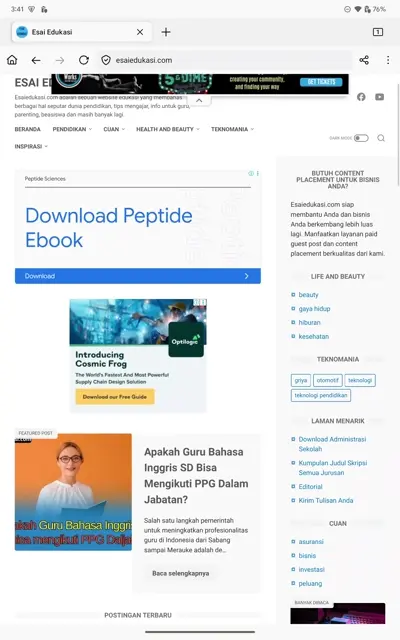 3:41
76%
Esai Edukasi
1
esaiedukasi.com
ESAI ED
creating your community,
and finding your way
GET TICKETS
Esaiedukasi.com adalah sebuah website edukasi yang membahas
berbagai hal seputar dunia pendidikan, tips mengajar, info untuk guru,
parenting, beasiswa dan masih banyak lagi.
BERANDA
PENDIDIKAN
CUAN
HEALTH AND BEAUTY
TEKNOMANIA
DARK MODE
INSPIRASI
Peptide Sciences
Download Peptide
Ebook
Download
Optilogic
Introducing
Cosmic Frog
The World's Fastest And Most Powerful
Supply Chain Design Solution
Download our Free Guide
FEATURED POST
Guru Bahasa Inggris
mengikuti PPG Dalja
Apakah Guru Bahasa
Inggris SD Bisa
Mengikuti PPG Dalam
Jabatan?
Salah satu langkah pemerintah
untuk meningkatkan profesionalitas
guru di Indonesia dari Sabang
sampai Merauke adalah de...
Baca selengkapnya
POSTINGAN TERBARU
BUTUH CONTENT
PLACEMENT UNTUK BISNIS
ANDA?
Esaiedukasi.com siap
membantu Anda dan bisnis
Anda berkembang lebih luas
lagi. Manfaatkan layanan paid
guest post dan content
placement berkualitas dari kami.
LIFE AND BEAUTY
beauty
gaya hidup
hiburan
kesehatan
TEKNOMANIA
griya
otomotif
teknologi
teknologi pendidikan
LAMAN MENARIK
Download Administrasi
Sekolah
Kumpulan Judul Skripsi
Semua Jurusan
Editorial
Kirim Tulisan Anda
CUAN
asuransi
bisnis
investasi
peluang
BANYAK DIBACA